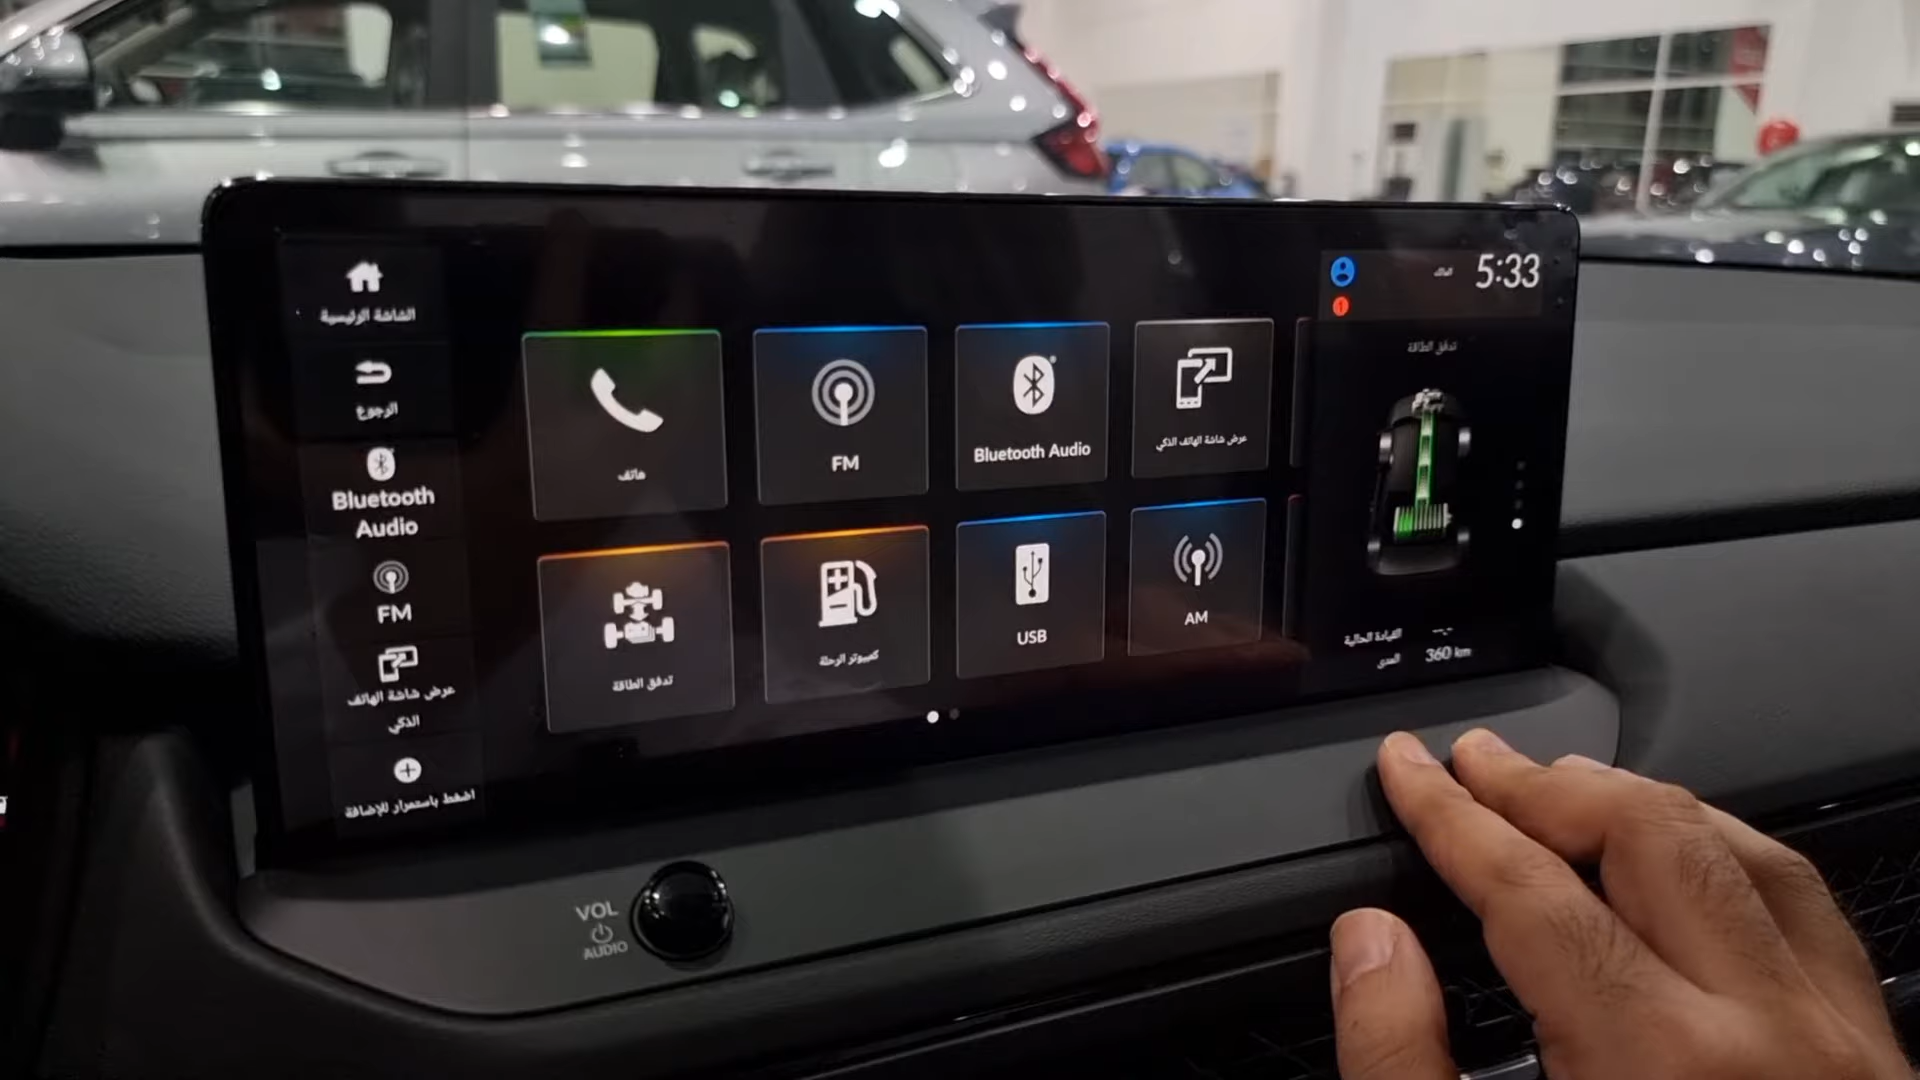 الشاشة الرئيسية
الرجوع
Bluetooth
Audio
FM
عرض شاشة الهاتف
الذكي
اضغط باستمرار للإضافة
هاتف
FM
Bluetooth Audio
عرض شاشة الهاتف الذكي
تدفق الطاقة
كمبيوتر الرحلة
USB
AM
المالك
5:33
تدفق الطاقة
القيادة الحالية --.-
المدى 360 km
VOL
AUDIO